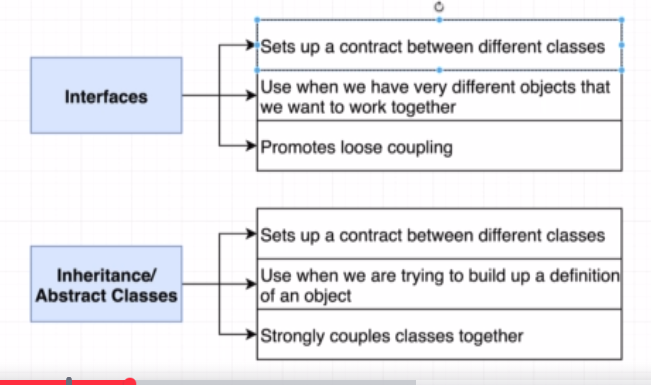 Interfaces
Sets up a contract between different classes
Use when we have very different objects that
we want to work together
Promotes loose coupling
Inheritance/
Abstract Classes
Sets up a contract between different classes
Use when we are trying to build up a definition
of an object
Strongly couples classes together